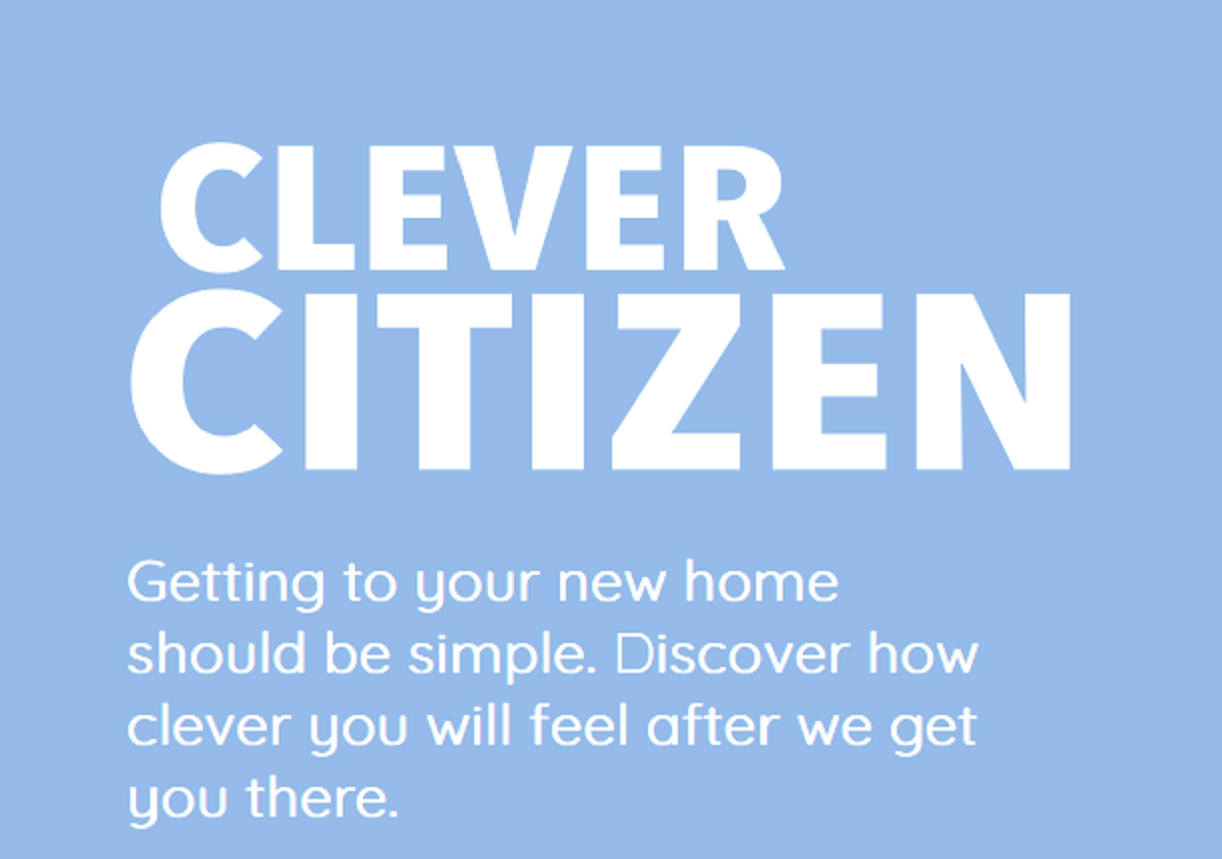 CLEVER
CITIZEN
Getting to your new home
should be simple. Discover how
clever you will feel after we get
you there.